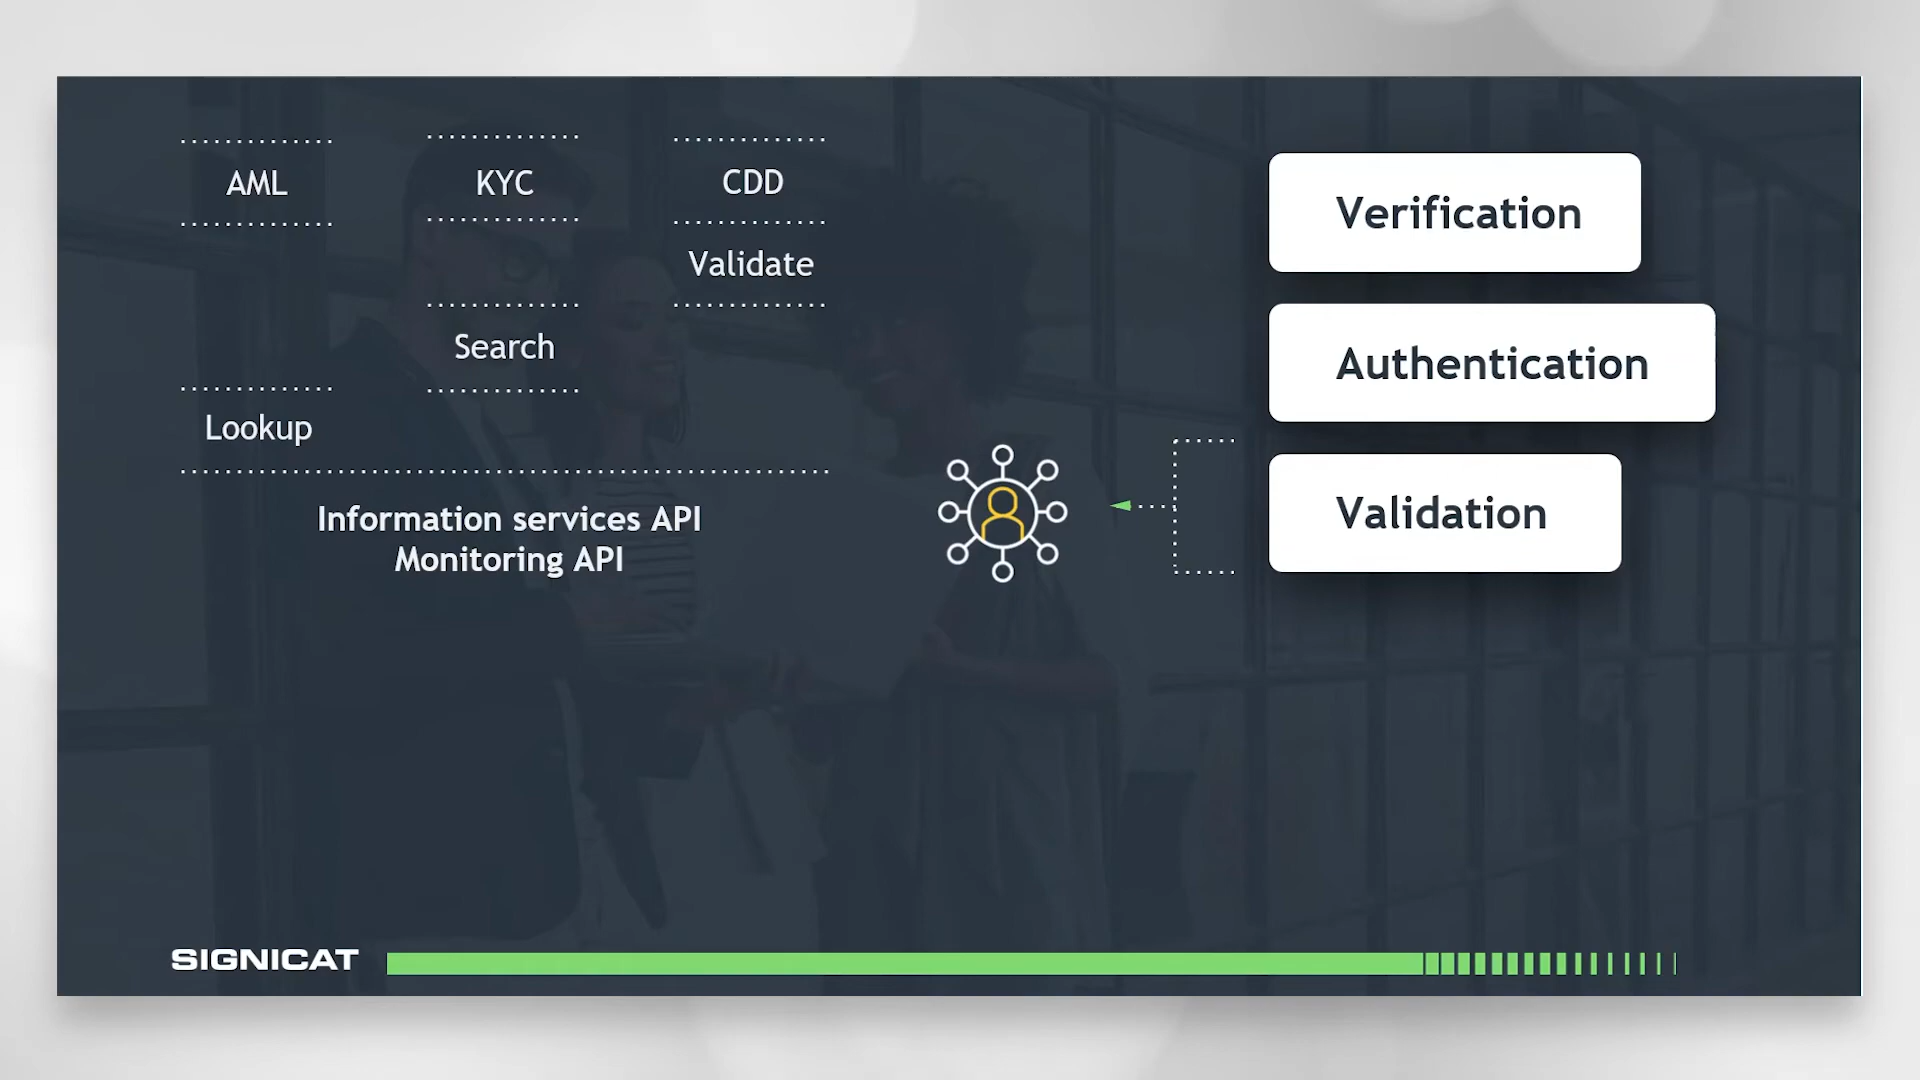 AML
KYC
CDD
Validate
Search
Lookup
Information services API
Monitoring API
Verification
Authentication
Validation
SIGNICAT